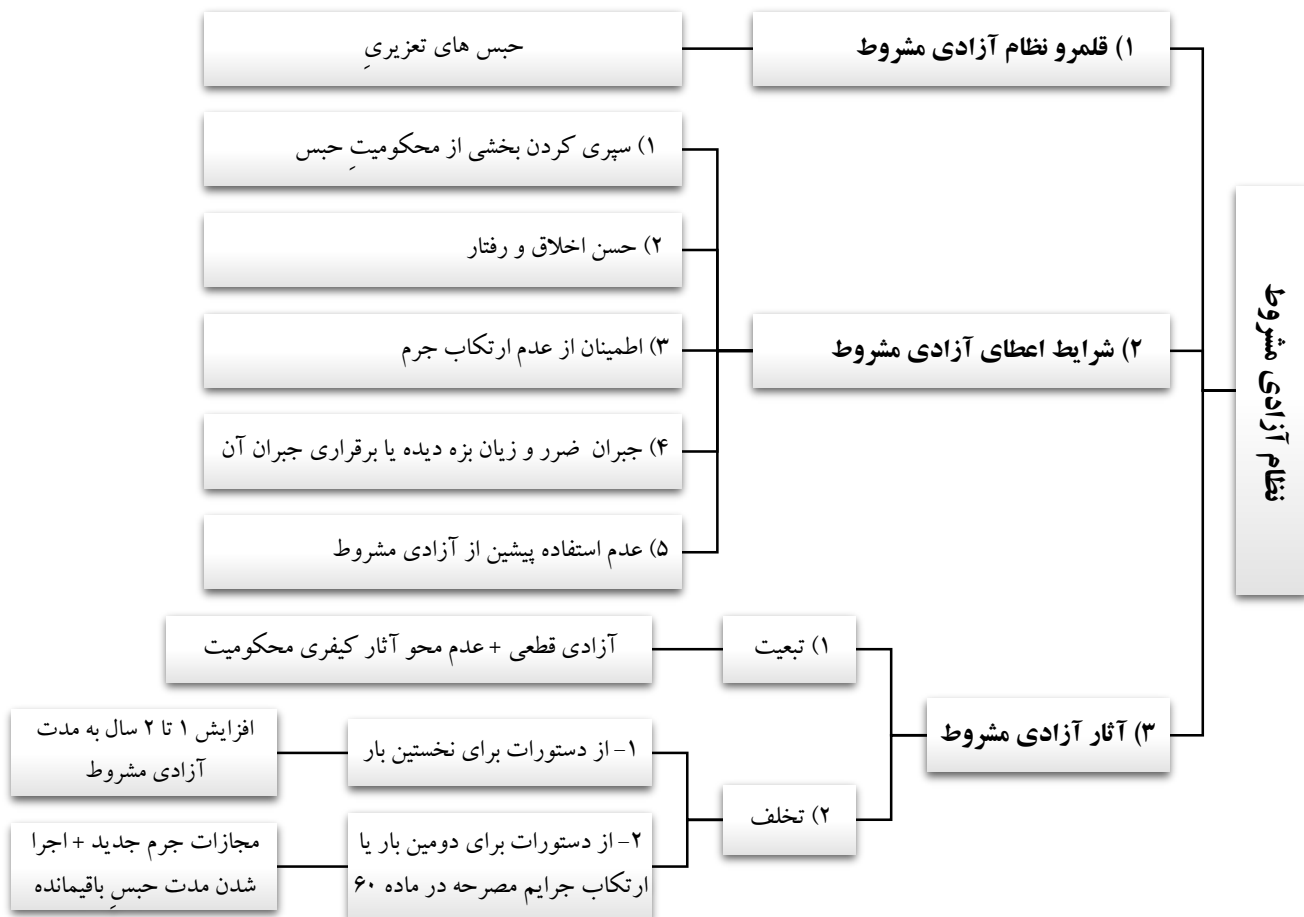 نظام آزادی مشروط
۱) قلمرو نظام آزادی مشروط
حبس های تعزیریِ
۲) شرایط اعطای آزادی مشروط
۱) سپری کردن بخشی از محکومیتِ حبس
۲) حسن اخلاق و رفتار
۳) اطمینان از عدم ارتکاب جرم
۴) جبران ضرر و زیان بزه دیده یا برقراری جبران آن
۵) عدم استفاده پیشین از آزادی مشروط
۳) آثار آزادی مشروط
۱) تبعیت
آزادی قطعی + عدم محو آثار کیفری محکومیت
۲) تخلف
۱- از دستورات برای نخستین بار
افزایش ۱ تا ۲ سال به مدت
آزادی مشروط
۲- از دستورات برای دومین بار یا
ارتکاب جرایم مصرحه در ماده ۶۰
مجازات جرم جدید + اجرا
شدن مدت حبسِ باقیمانده